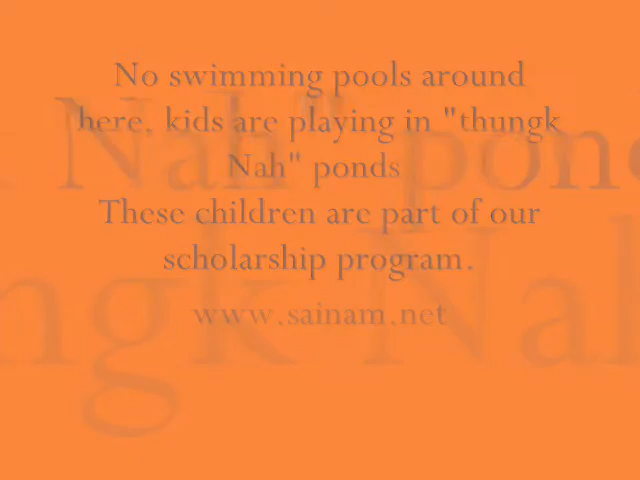 No swimming pools around
here, kids are playing in "thungk
Nah" ponds
These children are part of our
scholarship program.
www.sainam.net